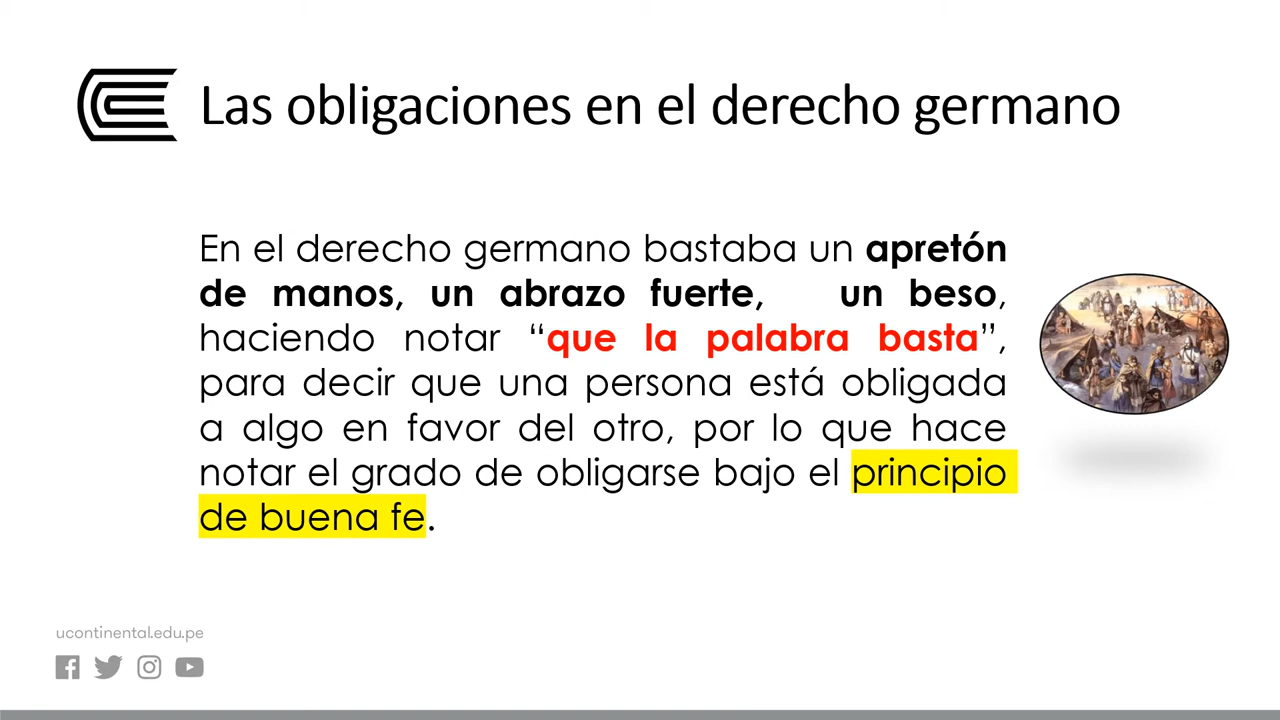 Las obligaciones en el derecho germano
En el derecho germano bastaba un apretón
de manos, un abrazo fuerte, un beso,
haciendo notar “que la palabra basta”,
para decir que una persona está obligada
a algo en favor del otro, por lo que hace
notar el grado de obligarse bajo el principio
de buena fe.
ucontinental.edu.pe